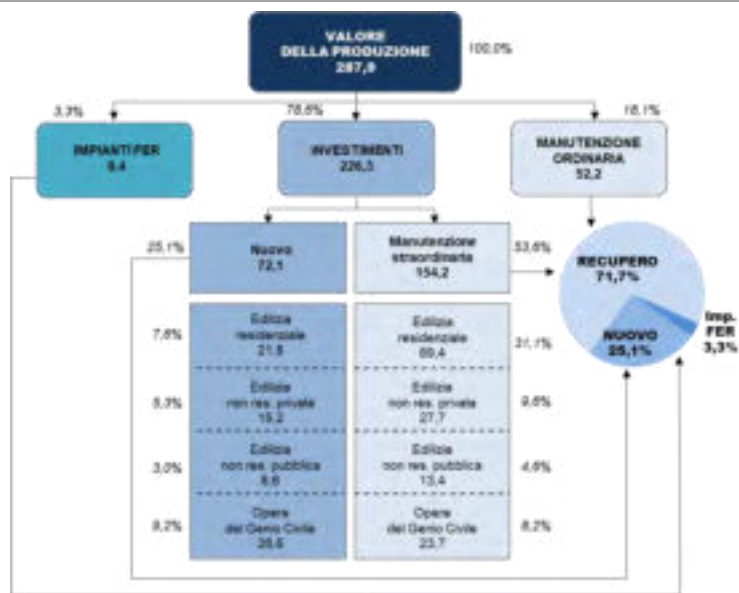 VALORE
DELLA PRODUZIONE
287,9
100,0%
3,3%
78,6%
18,1%
IMPIANTI FER
9,4
INVESTIMENTI
226,3
MANUTENZIONE
ORDINARIA
52,2
25,1%
Nuovo
72,1
Manutenzione
straordinaria
154,2
53,6%
RECUPERO
71,7%
NUOVO
25,1%
Imp.
FER
3,3%
7,6%
Edilizia
residenziale
21,8
Edilizia
residenziale
89,4
31,1%
5,3%
Edilizia
non res. privata
15,2
Edilizia
non res. privata
27,7
9,6%
3,0%
Edilizia
non res. pubblica
8,6
Edilizia
non res. pubblica
13,4
4,6%
9,2%
Opere
del Genio Civile
26,5
Opere
del Genio Civile
23,7
8,2%